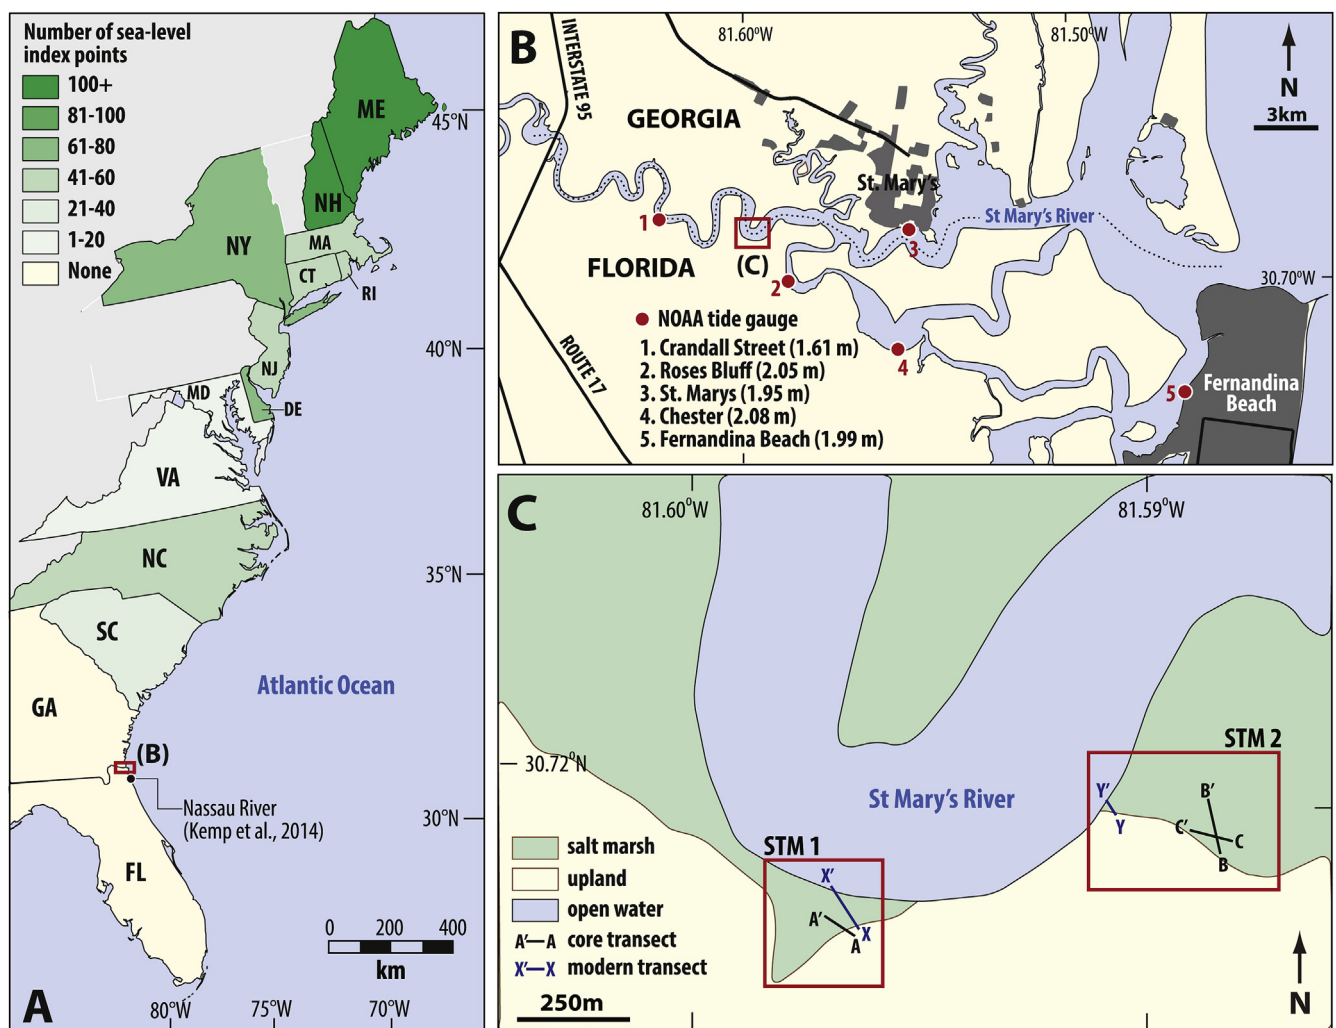 Number of sea-level
index points
100+
81-100
61-80
41-60
21-40
1-20
None
ME
45°N
NH
NY
MA
CT
RI
40°N
NJ
MD
DE
VA
NC
35°N
SC
Atlantic Ocean
GA
(B)
Nassau River
(Kemp et al., 2014)
30°N
FL
0 200 400
km
A
80°W 75°W 70°W
B
81.60°W
81.50°W
INTERSTATE 95
N
3km
GEORGIA
St. Mary's
St Mary's River
1
3
FLORIDA
(C)
2
30.70°W
NOAA tide gauge
1. Crandall Street (1.61 m)
2. Roses Bluff (2.05 m)
3. St. Marys (1.95 m)
4. Chester (2.08 m)
5. Fernandina Beach (1.99 m)
ROUTE 17
4
5
Fernandina
Beach
C
81.60°W
81.59°W
30.72°N
St Mary's River
STM 2
Y'
Y
B'
C'
C
B
STM 1
X'
A'
X
A
salt marsh
upland
open water
A'—A core transect
X'—X modern transect
250m
N